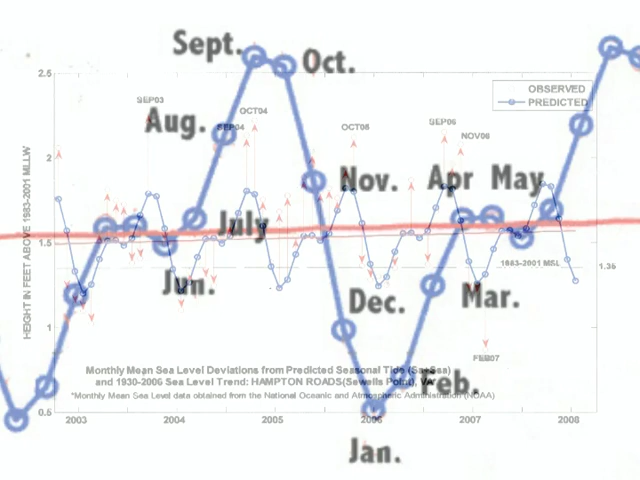 Sept.
Oct.
2.5
OBSERVED
PREDICTED
SEP03
OCT04
Aug.
SEP04
OCT06
SEP06
NOV06
HEIGHT IN FEET ABOVE 1983-2001 MLLW
2
Nov.
Apr
May
July
1.5
1983-2001 MSL
1.36
Jun.
Dec.
Mar.
1
FEB07
Monthly Mean Sea Level Deviations from Predicted Seasonal Tide (Sa+Ssa)
and 1930-2006 Sea Level Trend: HAMPTON ROADS(Sewells Point), VA
Feb.
*Monthly Mean Sea Level data obtained from the National Oceanic and Atmospheric Administration (NOAA)
0.5
2003 2004 2005 2006 2007 2008
Jan.